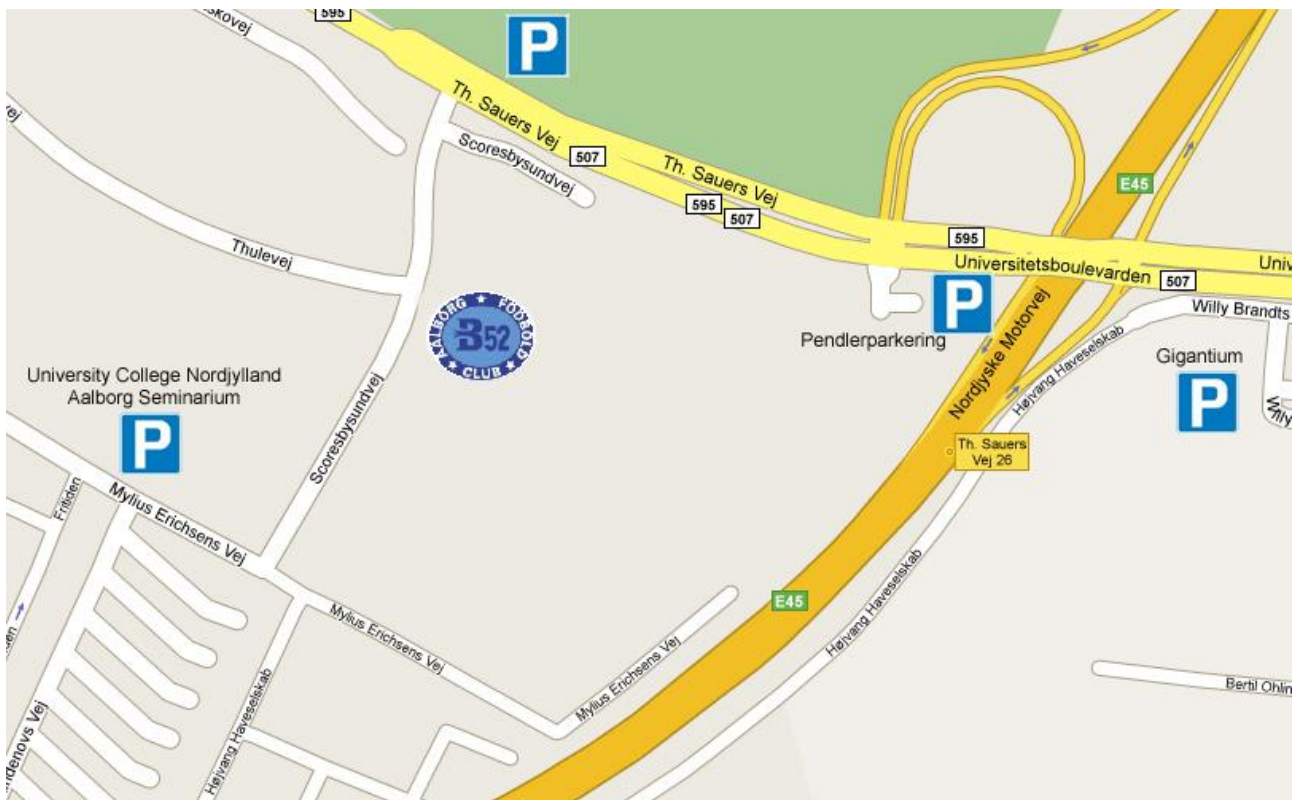 595
P
Th. Sauers Vej
Scoresbysundvej
507
Th. Sauers Vej
595
507
E45
595
Universitetsboulevarden
507
Thulevej
AALBORG FODBOLD CLUB
B52
P
Pendlerparkering
Willy Brandts
Nordjyske Motorvej
Højvang Haveselskab
Gigantium
P
University College Nordjylland
Aalborg Seminarium
P
Scoresbysundvej
Th. Sauers
Vej 26
Fritiden
Mylius Erichsens Vej
E45
Højvang Haveselskab
Mylius Erichsens Vej
Mylius Erichsens Vej
Højvang Haveselskab
Bertil Ohlin